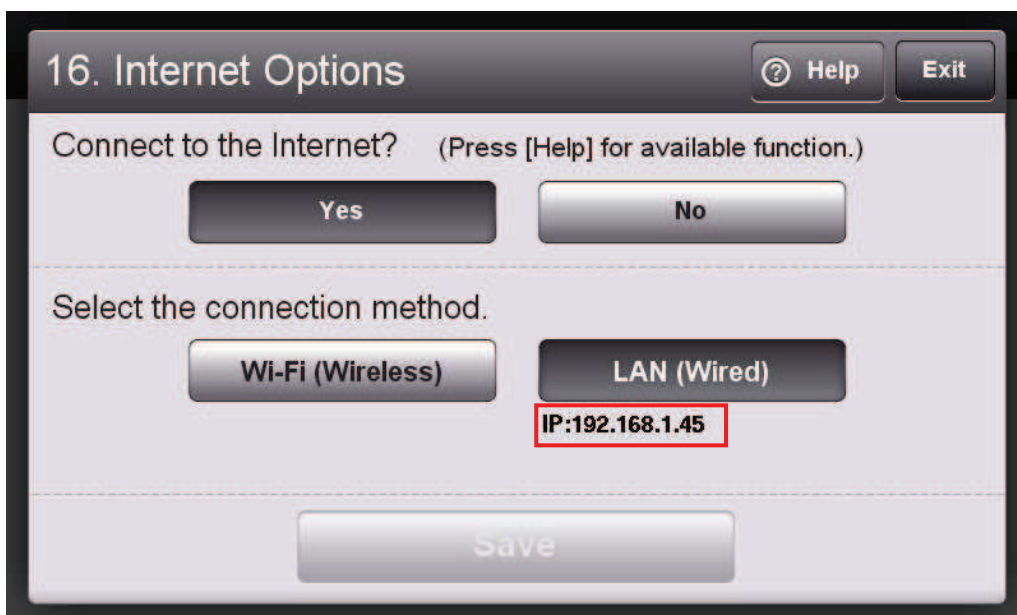 16. Internet Options
? Help
Exit
Connect to the Internet? (Press [Help] for available function.)
Yes
No
Select the connection method.
Wi-Fi (Wireless)
LAN (Wired)
IP:192.168.1.45
Save